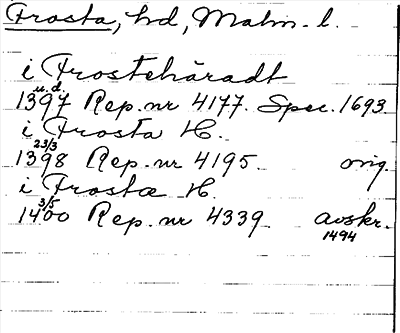 Frosta, hd, Malm. l.
i Frostehäradt
1397 u.d. Rep. nr 4177. Spec. 1693
i Frosta H.
1398 23/3 Rep. nr 4195 orig.
i Frostæ H.
1400 3/5 Rep. nr 4339 avskr.
1494